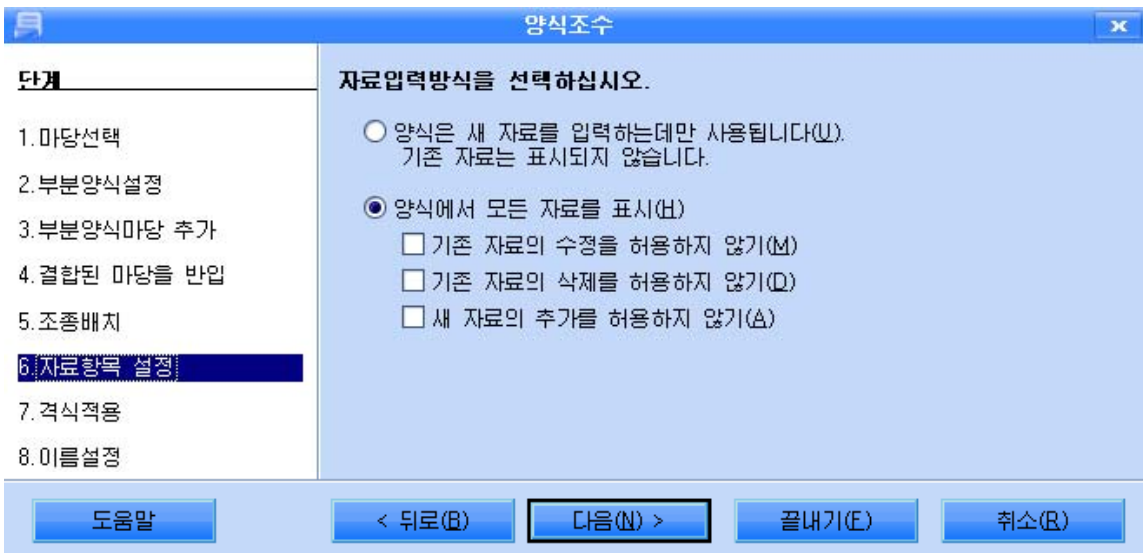 양식조수
단계
1.마당선택
2.부분양식설정
3.부분양식마당 추가
4.결합된 마당을 반입
5.조종배치
6.자료항목 설정
7.격식적용
8.이름설정
자료입력방식을 선택하십시오.
양식은 새 자료를 입력하는데만 사용됩니다(U).
기존 자료는 표시되지 않습니다.
양식에서 모든 자료를 표시(H)
기존 자료의 수정을 허용하지 않기(M)
기존 자료의 삭제를 허용하지 않기(D)
새 자료의 추가를 허용하지 않기(A)
도움말
< 뒤로(B)
다음(N) >
끝내기(E)
취소(R)